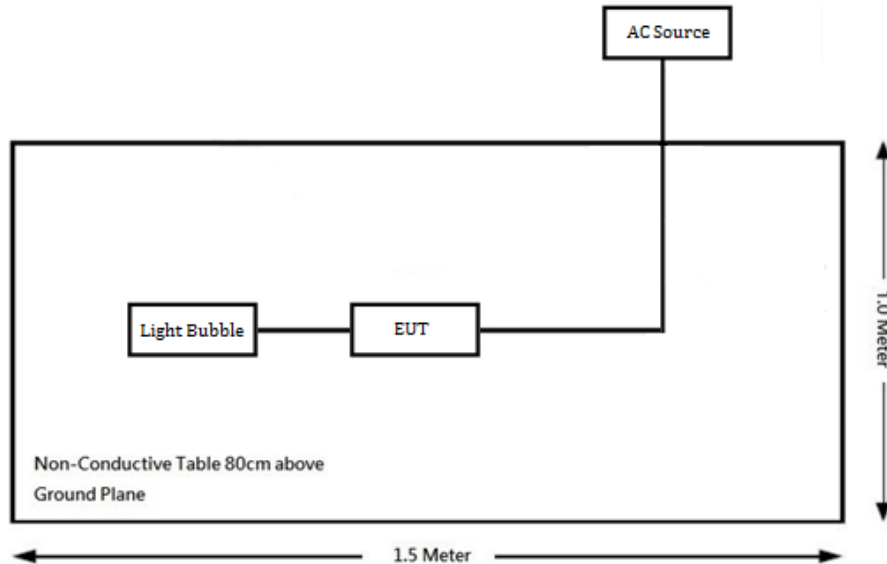 AC Source
Light Bubble
EUT
1.0 Meter
Non-Conductive Table 80cm above
Ground Plane
1.5 Meter